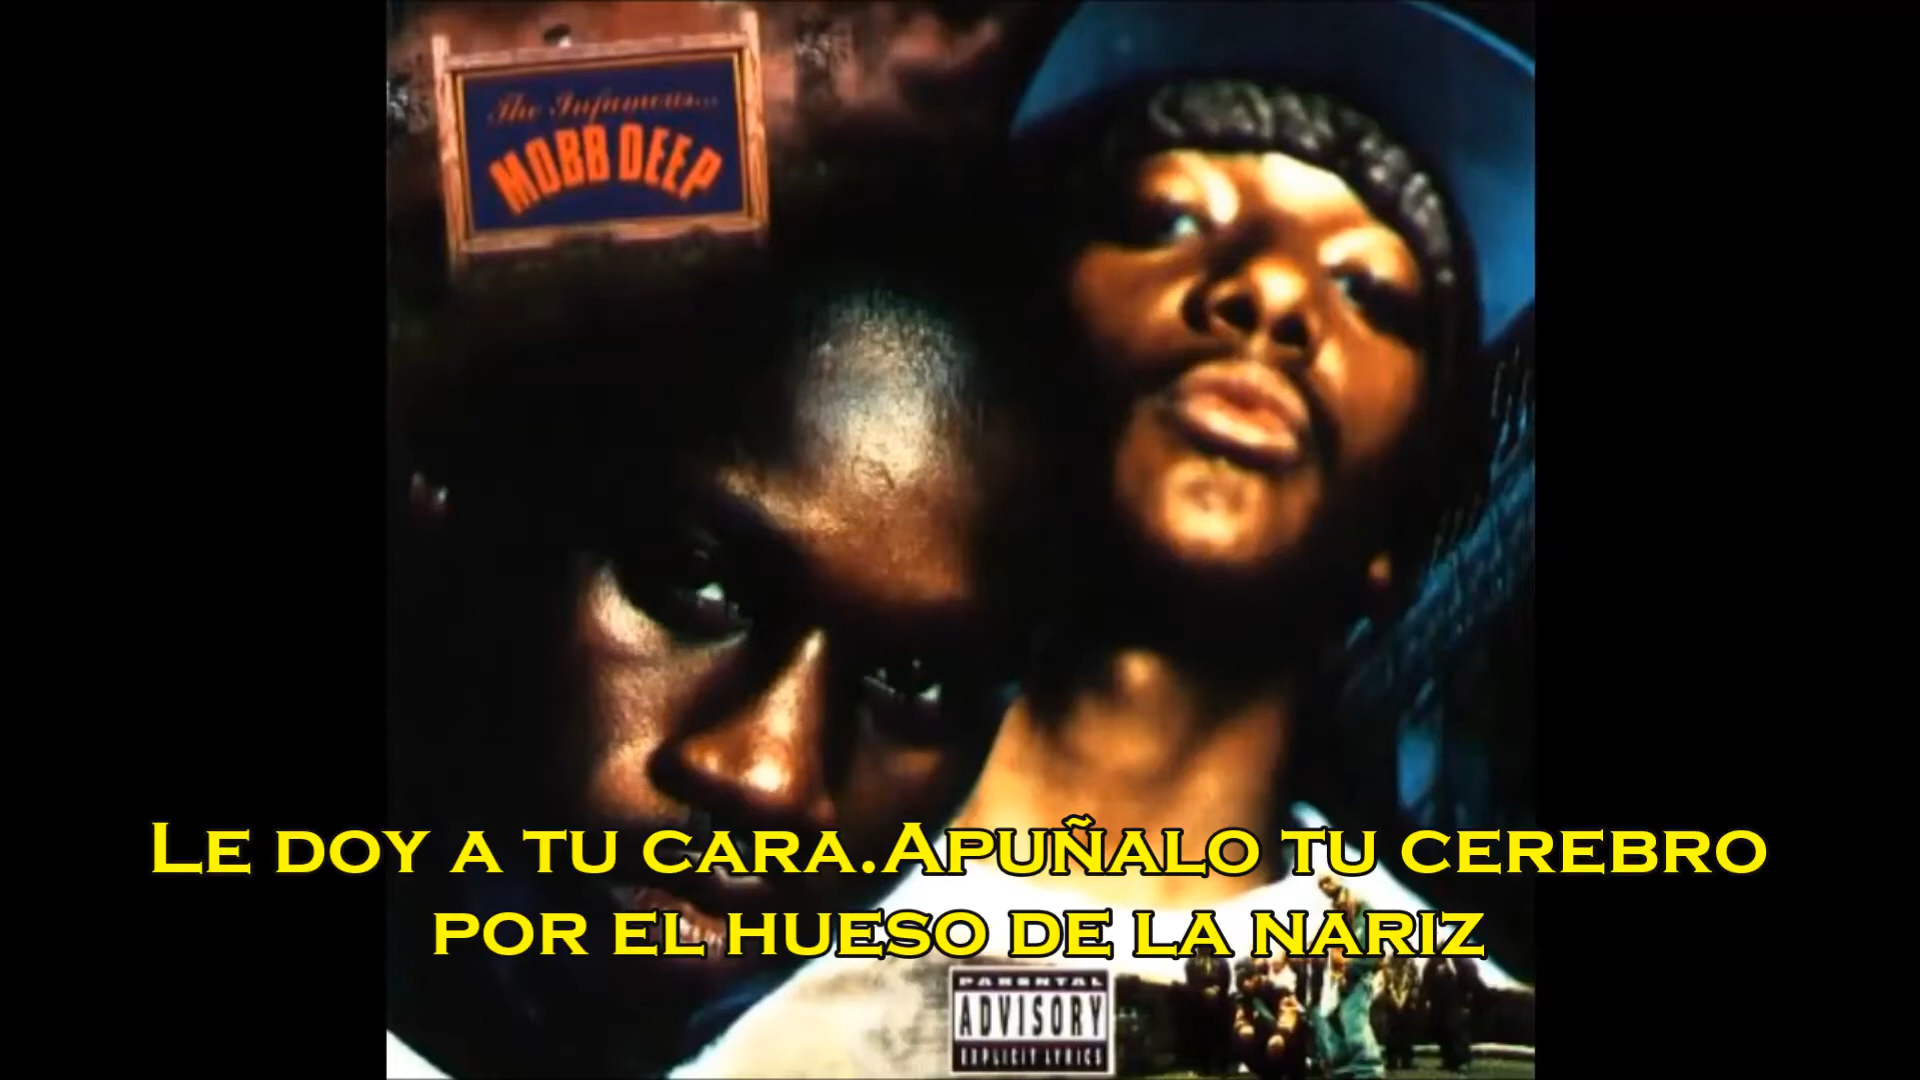 The Infamous...
MOBB DEEP
Le doy a tu cara.Apuñalo tu cerebro
por el hueso de la nariz
PARENTAL
ADVISORY
EXPLICIT LYRICS